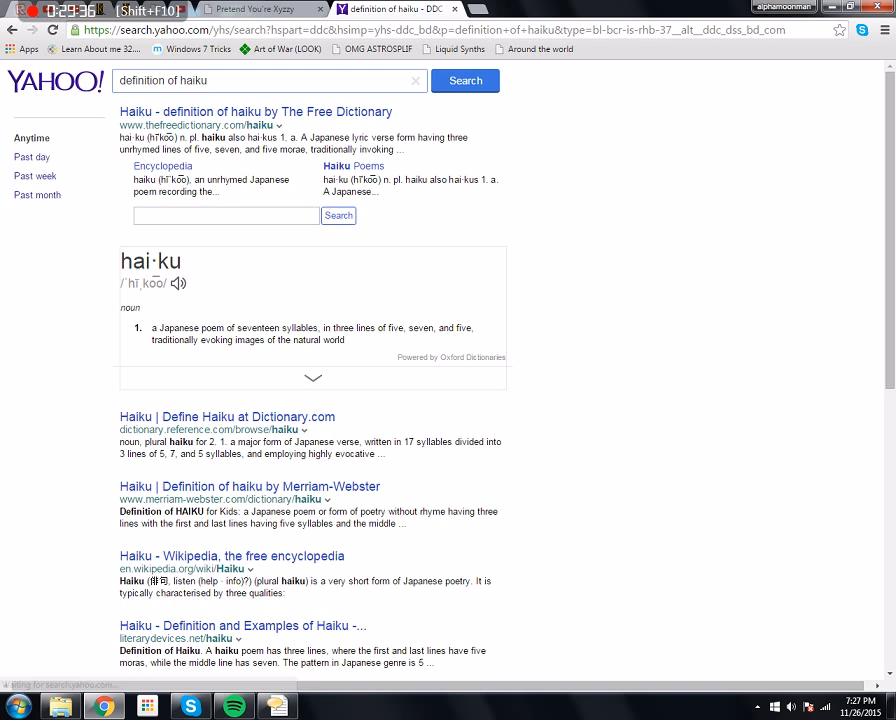 0:29:36 [Shift+F10]
Pretend You're Xyzzy
definition of haiku - DDC
alphamoonman
https://search.yahoo.com/yhs/search?hspart=ddc&hsimp=yhs-ddc_bd&p=definition+of+haiku&type=bl-bcr-is-rhb-37__alt__ddc_dss_bd_com
Apps
Learn About me 32....
Windows 7 Tricks
Art of War (LOOK)
OMG ASTROSPLIF
Liquid Synths
Around the world
YAHOO!
definition of haiku
Search
Anytime
Past day
Past week
Past month
Haiku - definition of haiku by The Free Dictionary
www.thefreedictionary.com/haiku
hai·ku (hī′ko͞o) n. pl. haiku also hai·kus 1. a. A Japanese lyric verse form having three
unrhymed lines of five, seven, and five morae, traditionally invoking ...
Encyclopedia
haiku (hī´ko͞o), an unrhymed Japanese
poem recording the...
Haiku Poems
hai·ku (hī′ko͞o) n. pl. haiku also hai·kus 1. a.
A Japanese...
Search
hai·ku
/ˈhīˌko͞o/
noun
1. a Japanese poem of seventeen syllables, in three lines of five, seven, and five,
traditionally evoking images of the natural world
Powered by Oxford Dictionaries
Haiku | Define Haiku at Dictionary.com
dictionary.reference.com/browse/haiku
noun, plural haiku for 2. 1. a major form of Japanese verse, written in 17 syllables divided into
3 lines of 5, 7, and 5 syllables, and employing highly evocative ...
Haiku | Definition of haiku by Merriam-Webster
www.merriam-webster.com/dictionary/haiku
Definition of HAIKU for Kids: a Japanese poem or form of poetry without rhyme having three
lines with the first and last lines having five syllables and the middle ...
Haiku - Wikipedia, the free encyclopedia
en.wikipedia.org/wiki/Haiku
Haiku (俳句, listen (help · info)?) (plural haiku) is a very short form of Japanese poetry. It is
typically characterised by three qualities:
Haiku - Definition and Examples of Haiku -...
literarydevices.net/haiku
Definition of Haiku. A haiku poem has three lines, where the first and last lines have five
moras, while the middle line has seven. The pattern in Japanese genre is 5 ...
Waiting for search.yahoo.com...
7:27 PM
11/26/2015